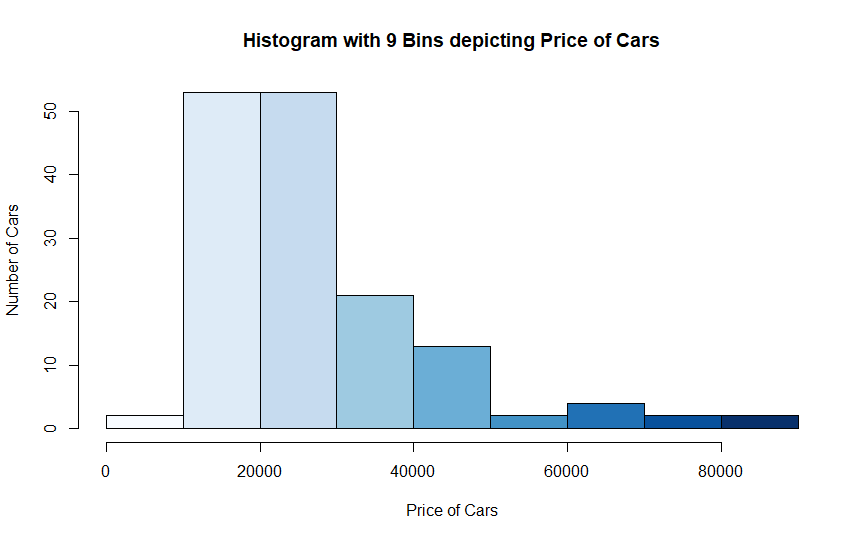 Histogram with 9 Bins depicting Price of Cars
Number of Cars
50
40
30
20
10
0
0 20000 40000 60000 80000
Price of Cars